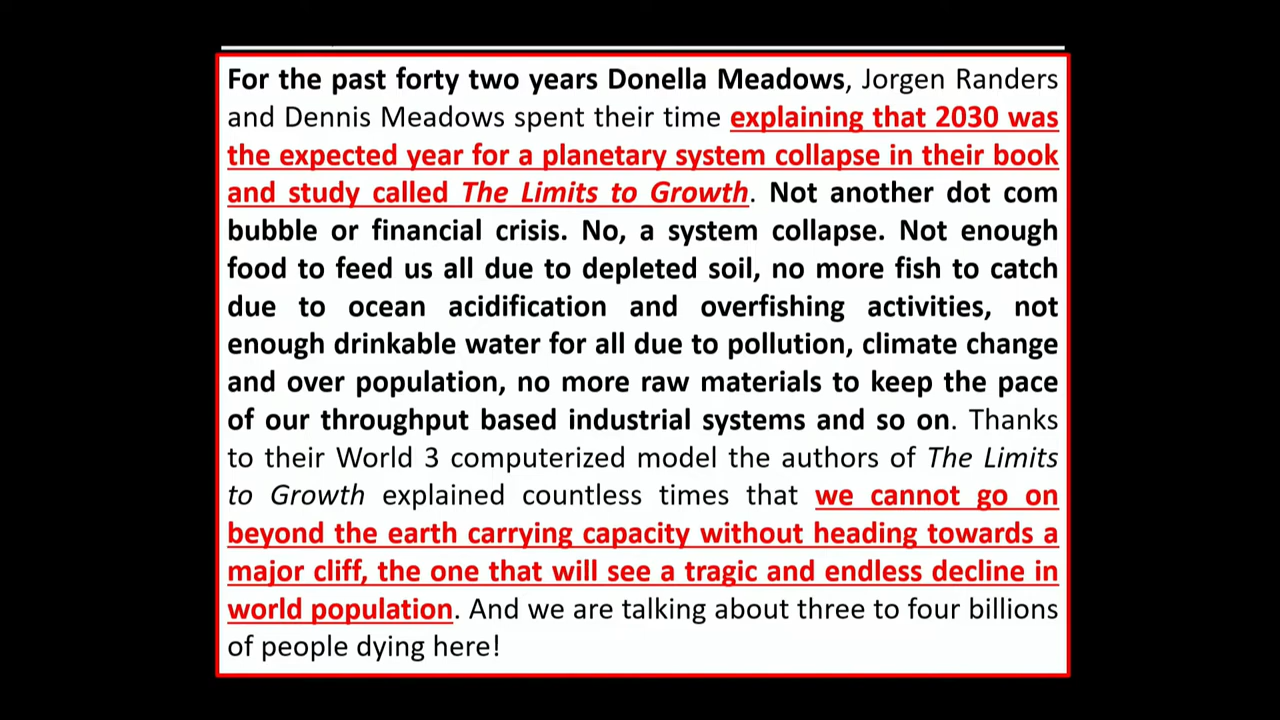 For the past forty two years Donella Meadows, Jorgen Randers
and Dennis Meadows spent their time explaining that 2030 was
the expected year for a planetary system collapse in their book
and study called The Limits to Growth. Not another dot com
bubble or financial crisis. No, a system collapse. Not enough
food to feed us all due to depleted soil, no more fish to catch
due to ocean acidification and overfishing activities, not
enough drinkable water for all due to pollution, climate change
and over population, no more raw materials to keep the pace
of our throughput based industrial systems and so on. Thanks
to their World 3 computerized model the authors of The Limits
to Growth explained countless times that we cannot go on
beyond the earth carrying capacity without heading towards a
major cliff, the one that will see a tragic and endless decline in
world population. And we are talking about three to four billions
of people dying here!